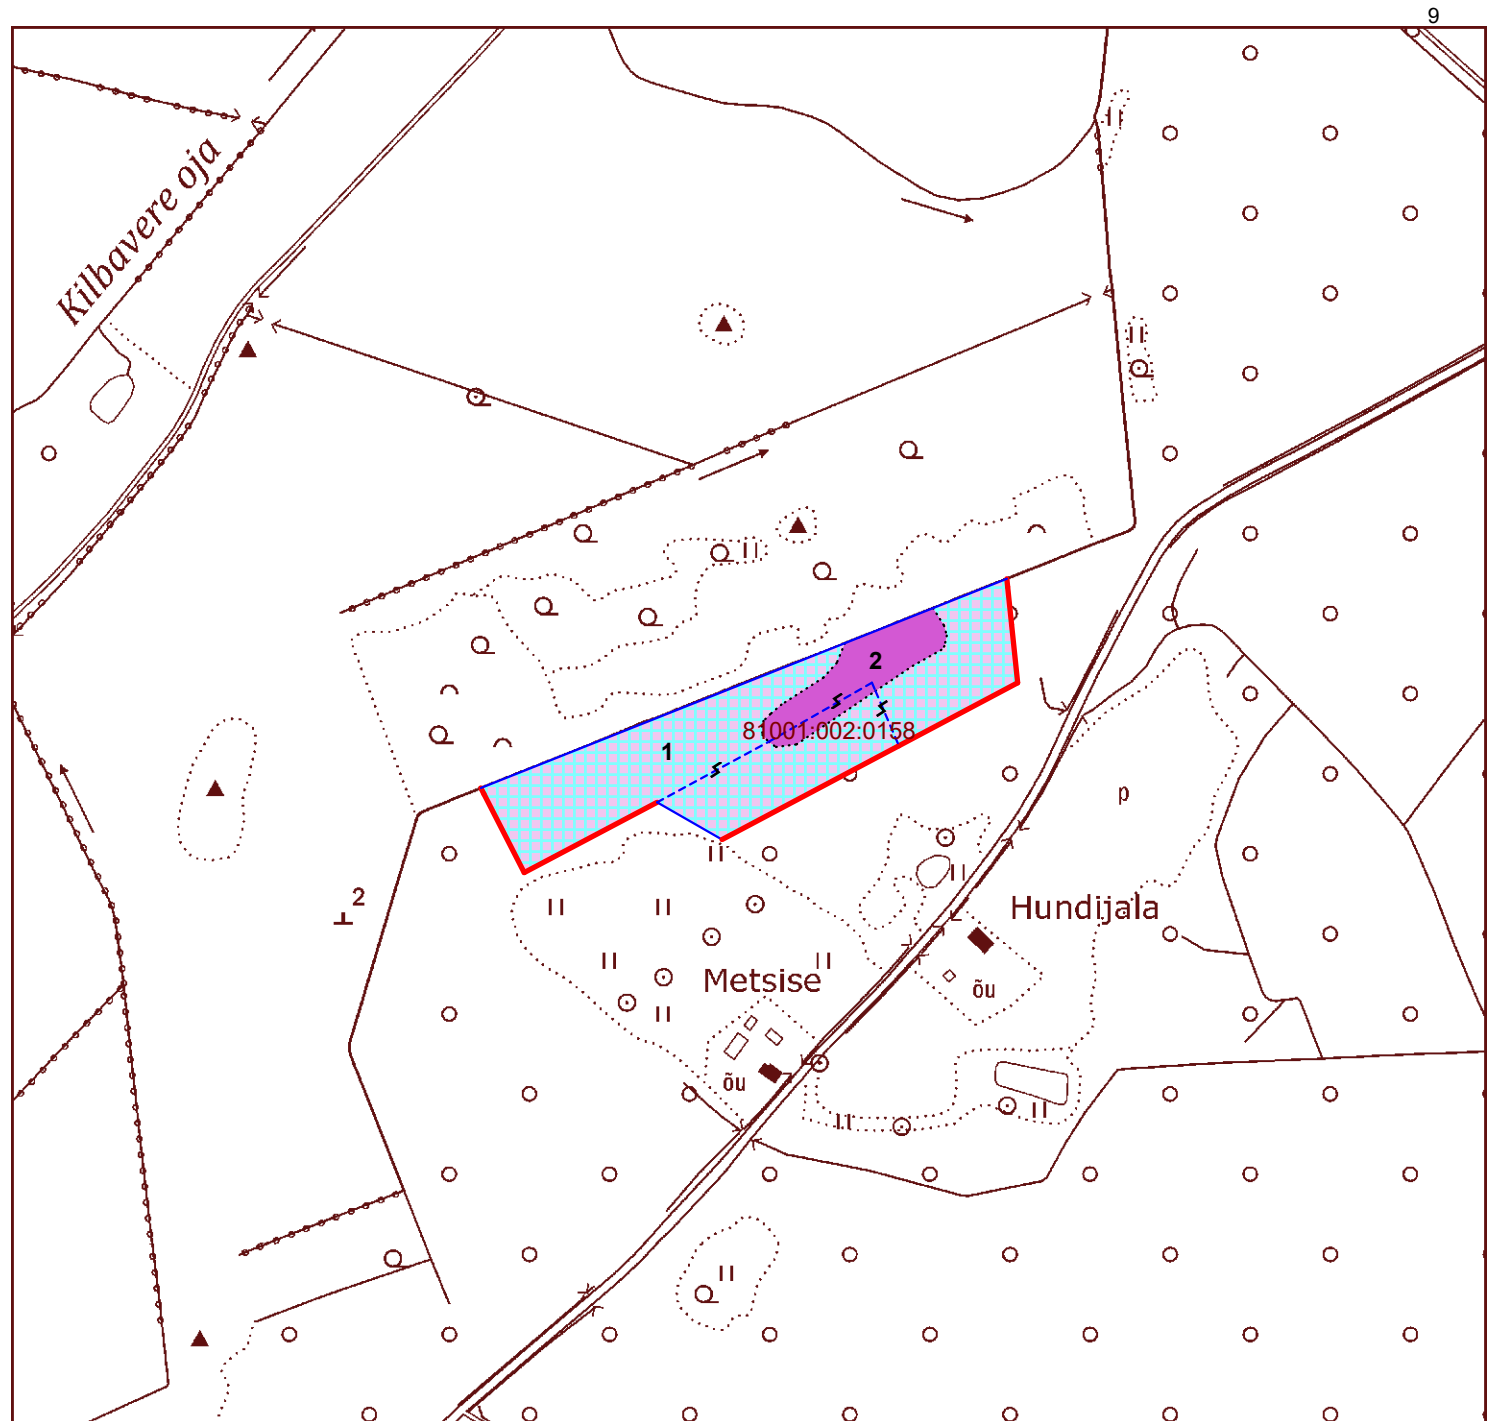 9
Kilbavere oja
2
1
81001:002:0158
p
2
Hundijala
Metsise
õu
õu